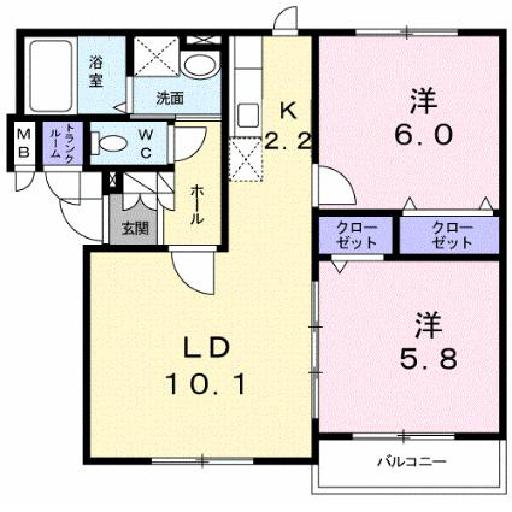 浴室
洗面
K
2.2
洋
6.0
MB
トランクルーム
WC
ホール
玄関
クローゼット
クローゼット
LD
10.1
洋
5.8
バルコニー